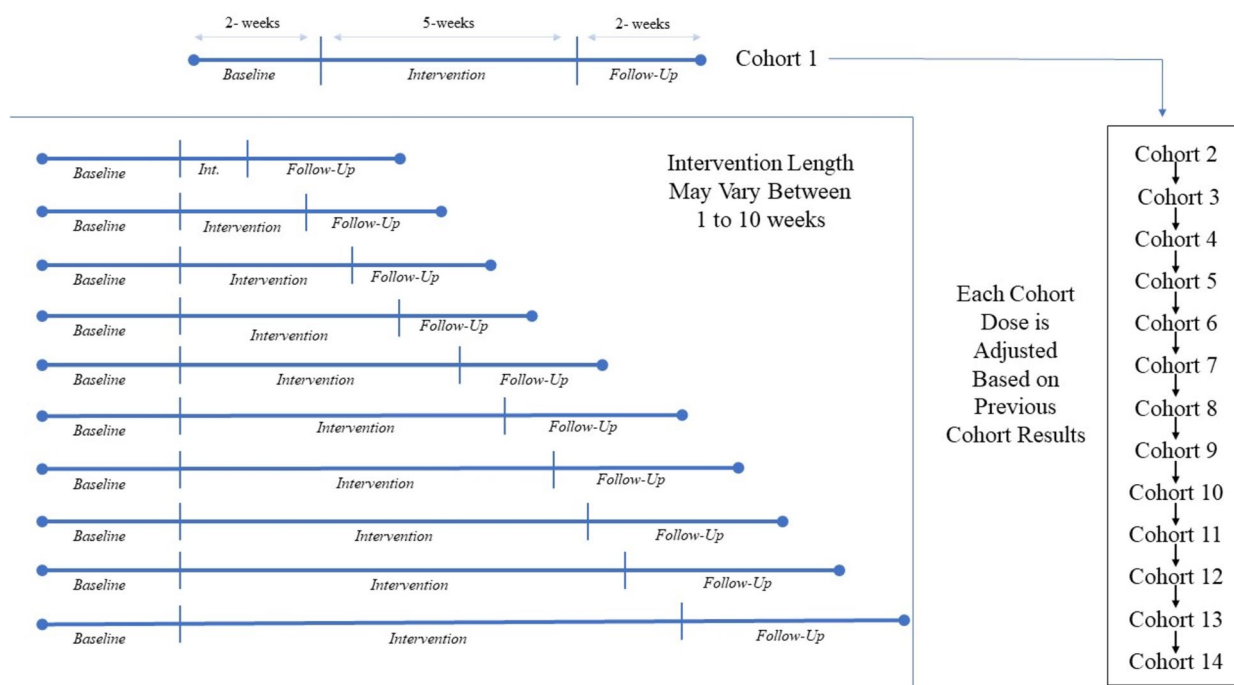 2- weeks
5-weeks
2- weeks
Baseline
Intervention
Follow-Up
Cohort 1
Baseline
Int.
Follow-Up
Baseline
Intervention
Follow-Up
Baseline
Intervention
Follow-Up
Baseline
Intervention
Follow-Up
Baseline
Intervention
Follow-Up
Baseline
Intervention
Follow-Up
Baseline
Intervention
Follow-Up
Baseline
Intervention
Follow-Up
Baseline
Intervention
Follow-Up
Baseline
Intervention
Follow-Up
Intervention Length
May Vary Between
1 to 10 weeks
Each Cohort
Dose is
Adjusted
Based on
Previous
Cohort Results
Cohort 2
Cohort 3
Cohort 4
Cohort 5
Cohort 6
Cohort 7
Cohort 8
Cohort 9
Cohort 10
Cohort 11
Cohort 12
Cohort 13
Cohort 14